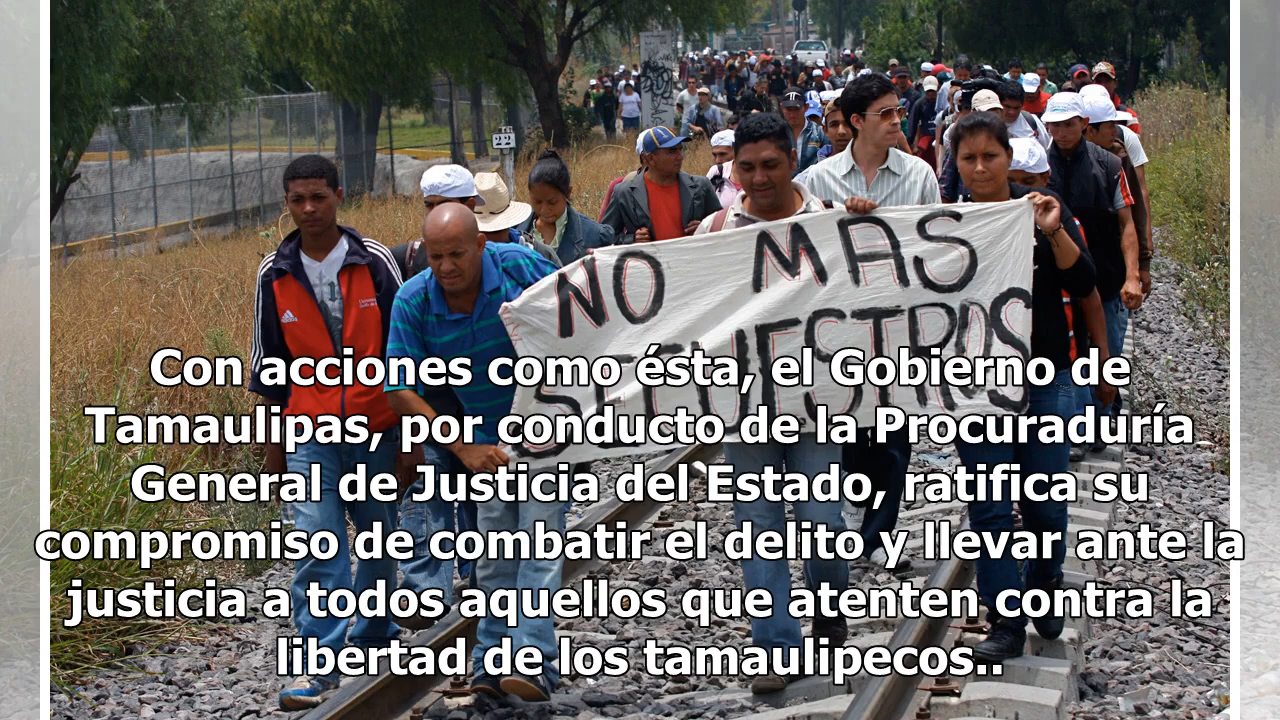 22
NO MAS
SECUESTROS
adidas
Con acciones como ésta, el Gobierno de
Tamaulipas, por conducto de la Procuraduría
General de Justicia del Estado, ratifica su
compromiso de combatir el delito y llevar ante la
justicia a todos aquellos que atenten contra la
libertad de los tamaulipecos..